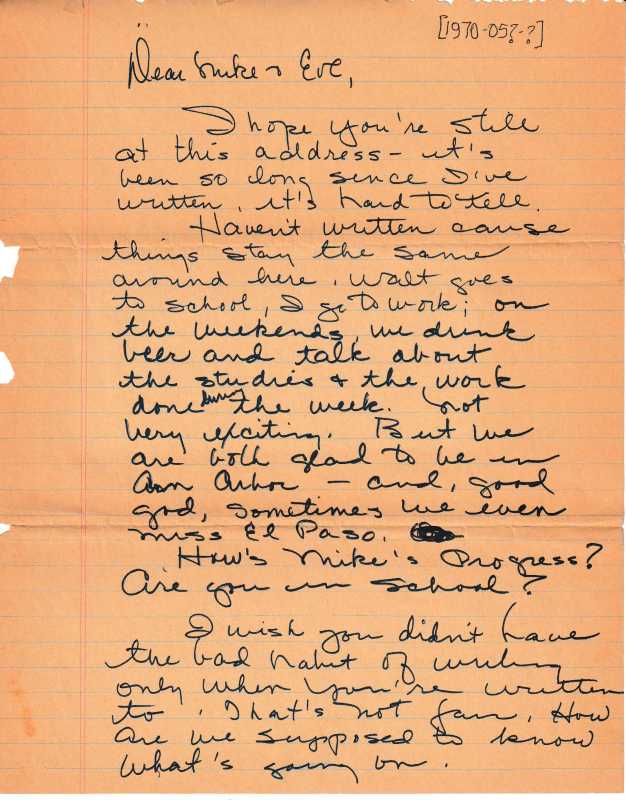 [1970-05?-?]
Dear Mike & Eve,
I hope you're still
at this address - it's
been so long since I've
written, it's hard to tell.
Haven't written cause
things stay the same
around here. Walt goes
to school, I go to work; on
the weekends, we drink
beer and talk about
the studies & the work
done during the week. Not
very exciting. But we
are both glad to be in
Ann Arbor - and, good
god, sometimes we even
miss El Paso.
How's Mike's Progress?
Are you in school?
I wish you didn't have
the bad habit of writing
only when you're written
to. That's not fair. How
are we supposed to know
what's going on.